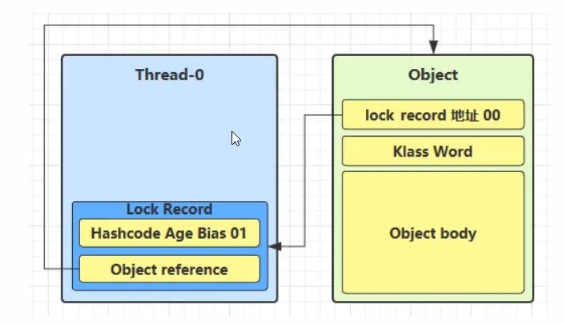 Thread-0
Lock Record
Hashcode Age Bias 01
Object reference
Object
lock record 地址 00
Klass Word
Object body